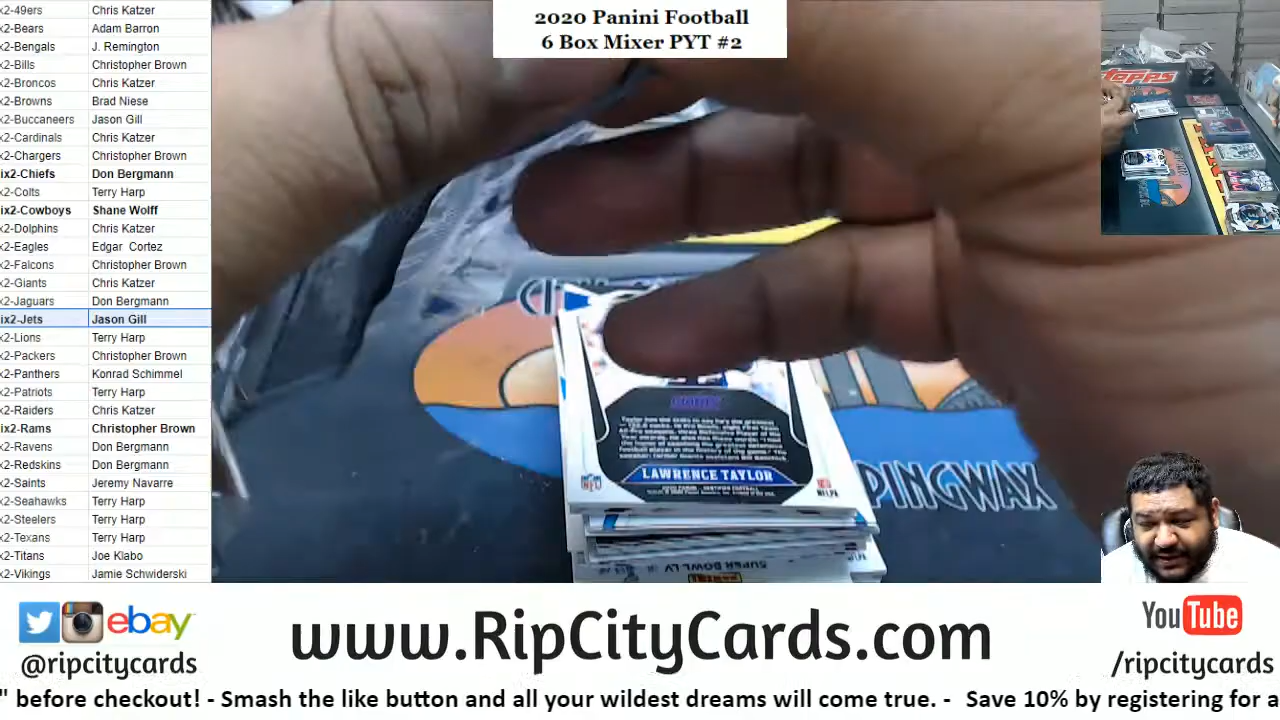 x2-49ers Chris Katzer
x2-Bears Adam Barron
x2-Bengals J. Remington
x2-Bills Christopher Brown
x2-Broncos Chris Katzer
x2-Browns Brad Niese
x2-Buccaneers Jason Gill
x2-Cardinals Chris Katzer
x2-Chargers Christopher Brown
ix2-Chiefs Don Bergmann
x2-Colts Terry Harp
ix2-Cowboys Shane Wolff
x2-Dolphins Chris Katzer
x2-Eagles Edgar Cortez
x2-Falcons Christopher Brown
x2-Giants Chris Katzer
x2-Jaguars Don Bergmann
ix2-Jets Jason Gill
x2-Lions Terry Harp
x2-Packers Christopher Brown
x2-Panthers Konrad Schimmel
x2-Patriots Terry Harp
x2-Raiders Chris Katzer
ix2-Rams Christopher Brown
x2-Ravens Don Bergmann
x2-Redskins Don Bergmann
x2-Saints Jeremy Navarre
x2-Seahawks Terry Harp
x2-Steelers Terry Harp
x2-Texans Terry Harp
x2-Titans Joe Klabo
x2-Vikings Jamie Schwiderski
2020 Panini Football
6 Box Mixer PYT #2
topps
LAWRENCE TAYLOR
NFL
NFLPA
SUPER BOWL LV
PINGWAX
ebay
@ripcitycards
www.RipCityCards.com
YouTube
/ripcitycards
" before checkout! - Smash the like button and all your wildest dreams will come true. - Save 10% by registering for a